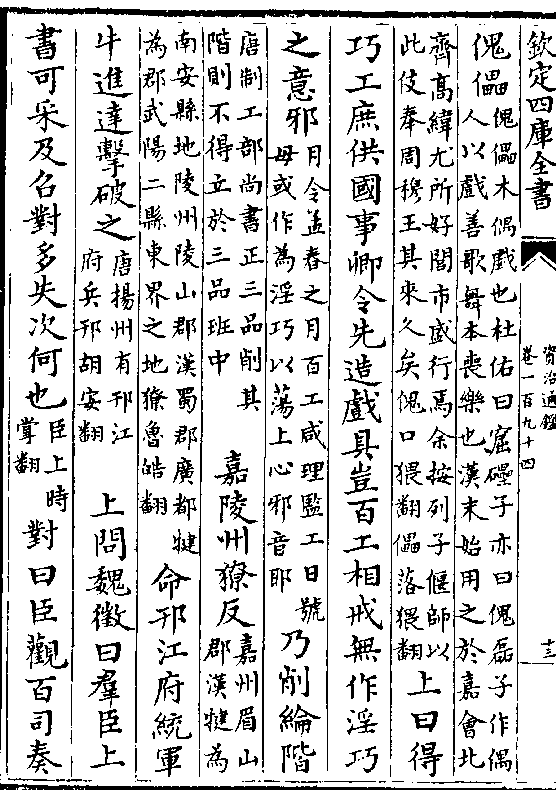 欽定四庫全書
資治通鑑
卷一百九十四
十三
傀儡
傀儡木偶戲也杜佑曰窟礧子亦曰傀磊子作偶
人以戲善歌舞本喪樂也漢末始用之於嘉會北
齊高緯尤所好閭市盛行焉余按列子偃師以
此伎奉周穆王其來久矣傀口猥翻儡落猥翻
上曰得
巧工庶供國事卿令先造戲具豈百工相戒無作淫巧
之意邪
月令孟春之月百工咸理監工日號
母或作為淫巧以蕩上心邪音耶
乃削綸階
唐制工部尚書正三品削其
階則不得立於三品班中
嘉陵州獠反
嘉州眉山
郡漢犍為
南安縣地陵州陵山郡漢蜀郡廣都犍
為郡武陽二縣東界之地獠魯皓翻
命邗江府統軍
牛進達擊破之
唐揚州有邗江
府兵邗胡安翻
上問魏徵曰羣臣上
書可采及召對多失次何也
臣上時
掌翻
對曰臣觀百司奏